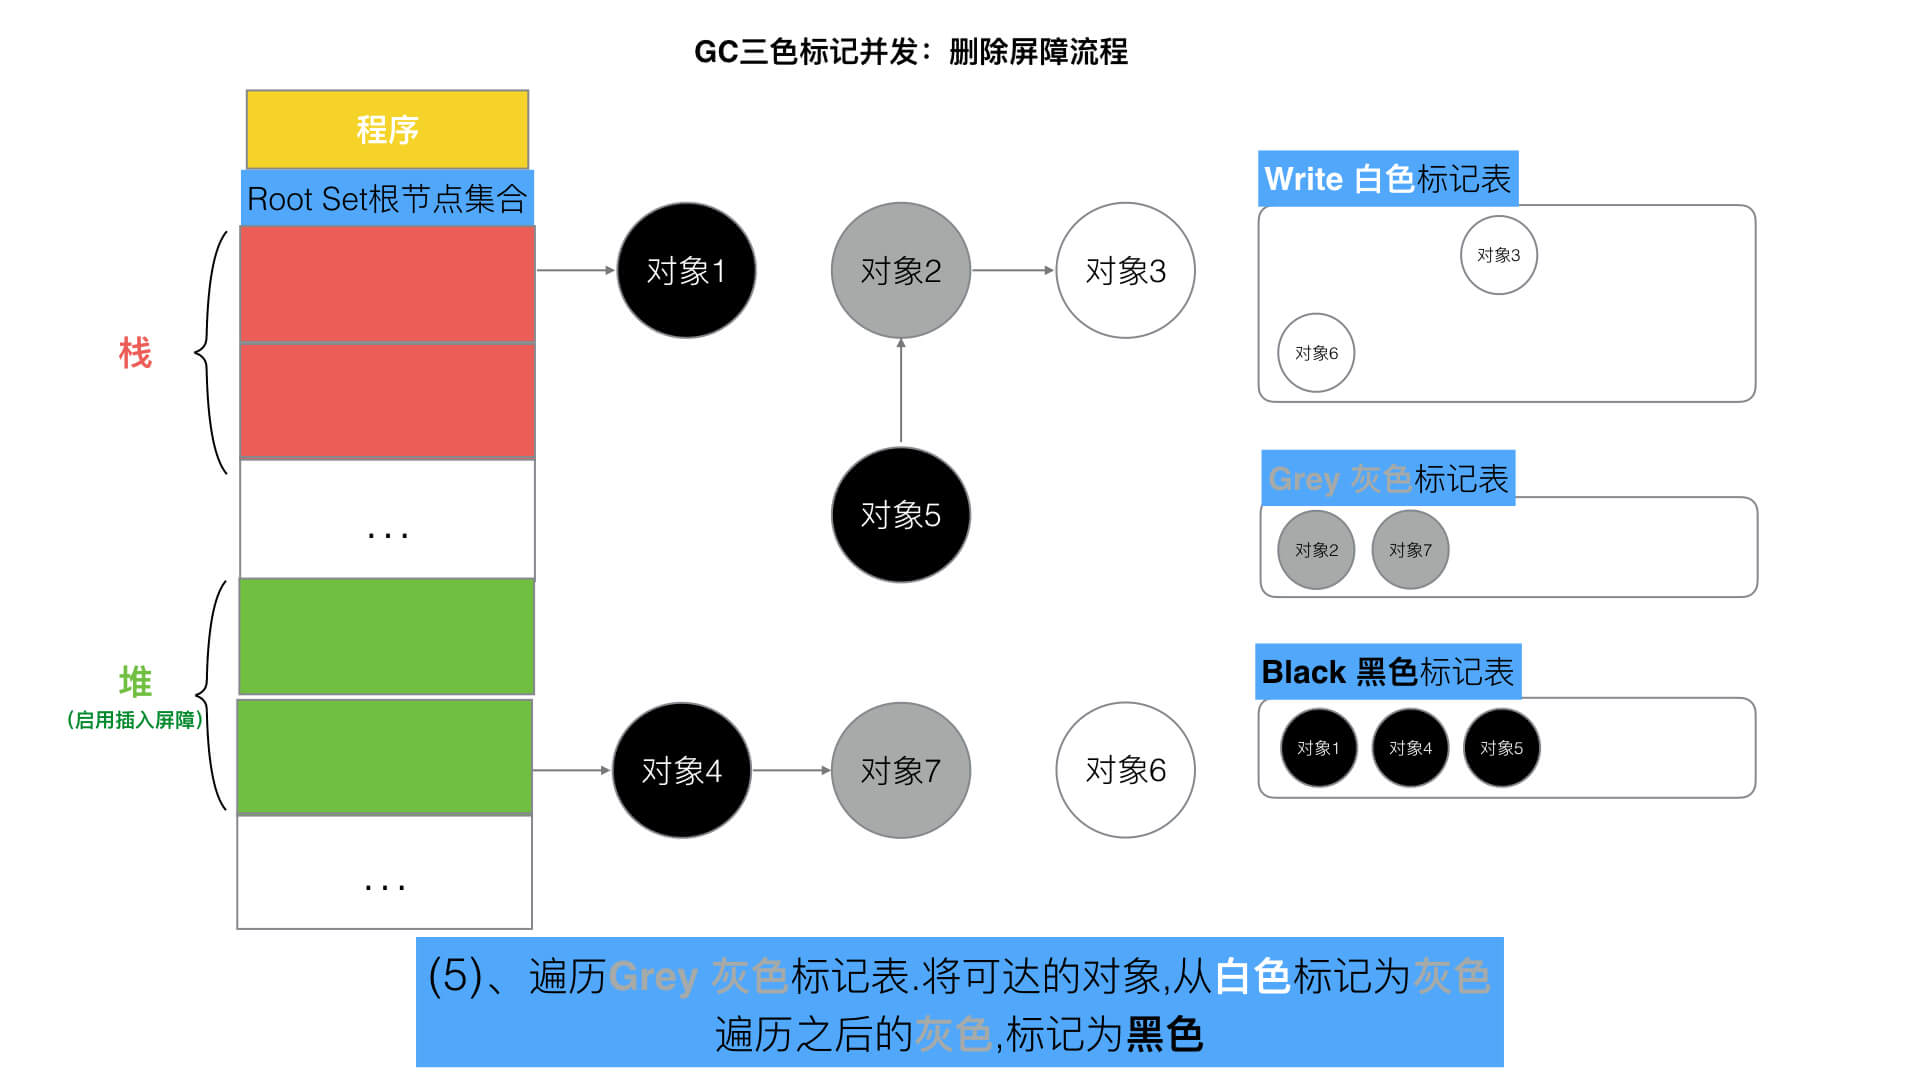 GC三色标记并发：删除屏障流程
程序
Root Set根节点集合
栈
...
堆
（启用插入屏障）
...
对象1
对象2
对象3
对象5
对象4
对象7
对象6
Write 白色标记表
对象3
对象6
Grey 灰色标记表
对象2
对象7
Black 黑色标记表
对象1
对象4
对象5
(5)、遍历Grey 灰色标记表.将可达的对象,从白色标记为灰色
遍历之后的灰色,标记为黑色